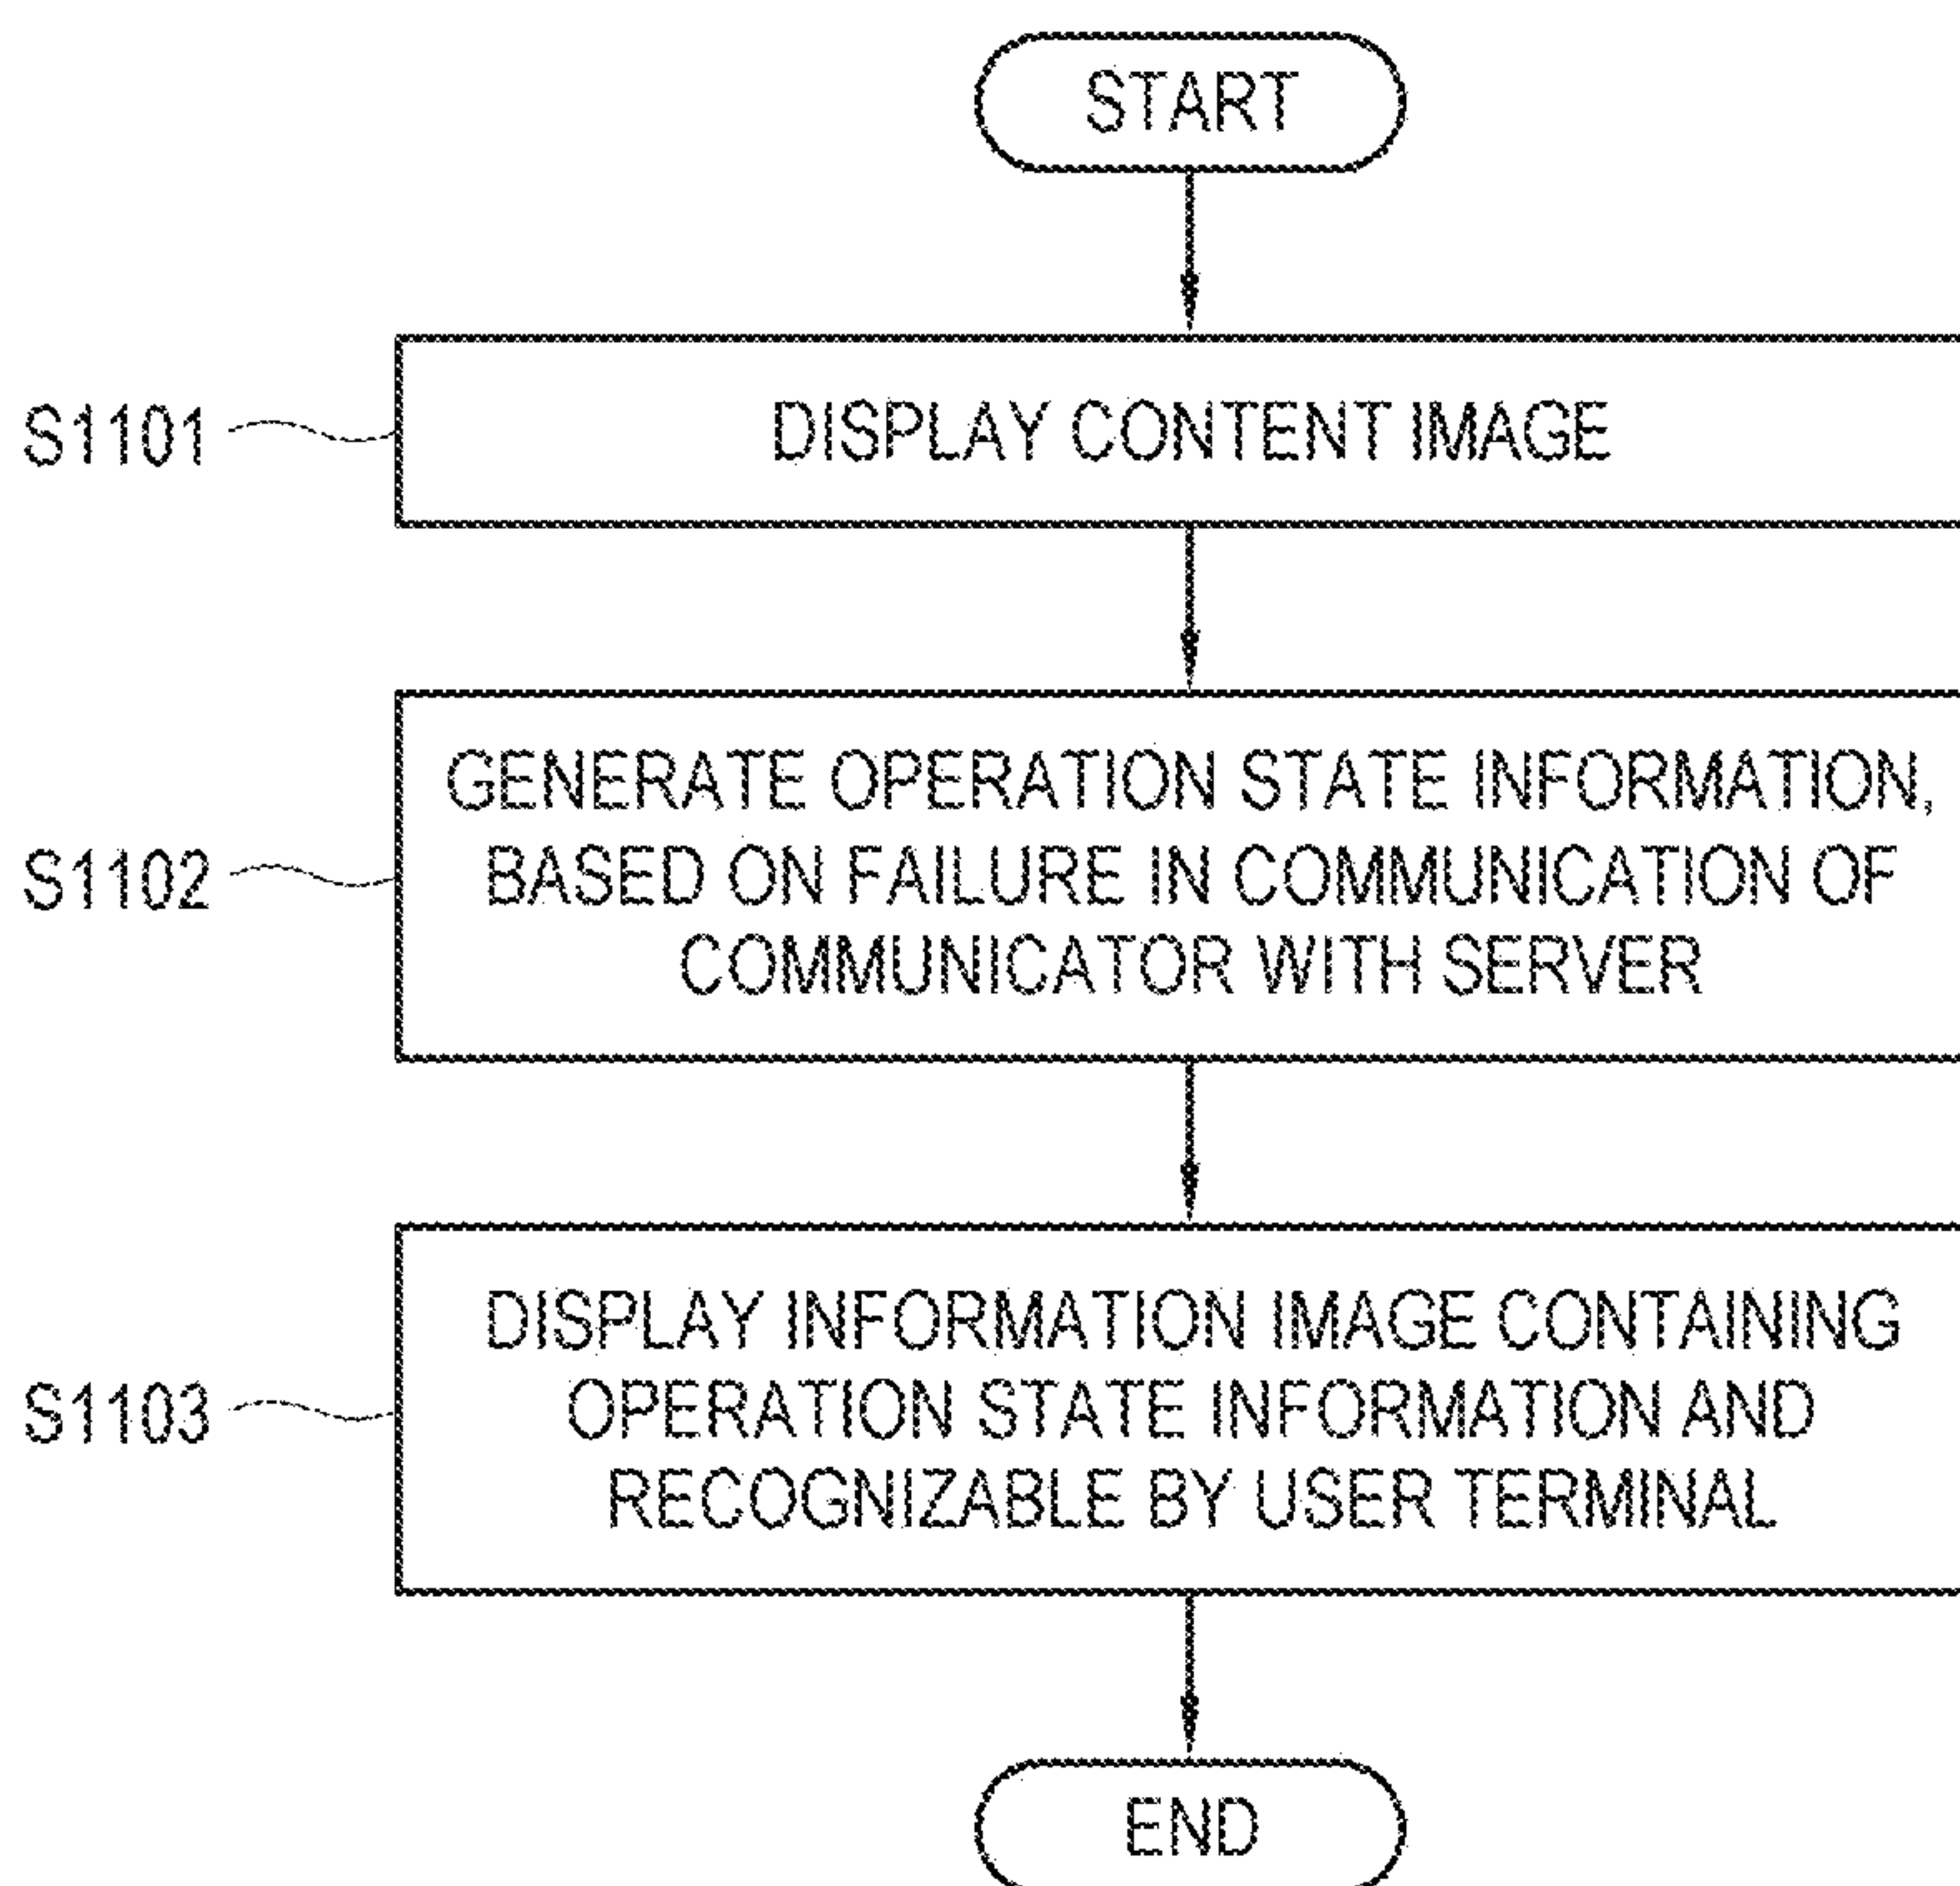 START
S1101
DISPLAY CONTENT IMAGE
GENERATE OPERATION STATE INFORMATION,
S1102
BASED ON FAILURE IN COMMUNICATION OF
COMMUNICATOR WITH SERVER
DISPLAY INFORMATION IMAGE CONTAINING
S1103
OPERATION STATE INFORMATION AND
RECOGNIZABLE BY USER TERMINAL
END